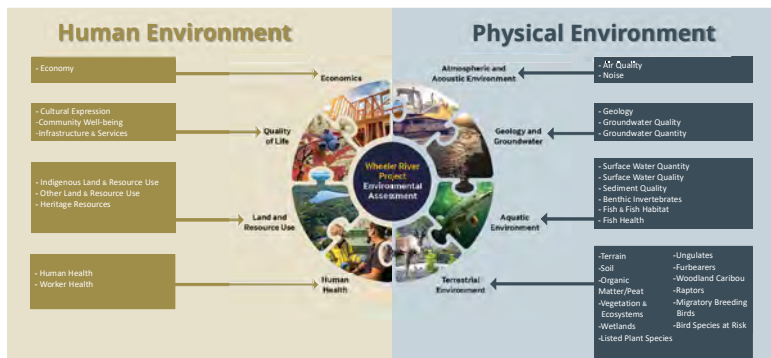 Human Environment
Physical Environment
- Economy
Economics
- Cultural Expression
-Community Well-being
-Infrastructure & Services
Quality
of Life
- Indigenous Land & Resource Use
- Other Land & Resource Use
- Heritage Resources
Land and
Resource Use
- Human Health
- Worker Health
Human
Health
Wheeler River
Project
Environmental
Assessment
Atmospheric and
Acoustic Environment
- Air Quality
- Noise
Geology and
Groundwater
- Geology
- Groundwater Quality
- Groundwater Quantity
Aquatic
Environment
- Surface Water Quantity
- Surface Water Quality
- Sediment Quality
- Benthic Invertebrates
- Fish & Fish Habitat
- Fish Health
Terrestrial
Environment
-Terrain
-Soil
-Organic
Matter/Peat
-Vegetation &
Ecosystems
-Wetlands
-Listed Plant Species
-Ungulates
-Furbearers
-Woodland Caribou
-Raptors
-Migratory Breeding
Birds
-Bird Species at Risk